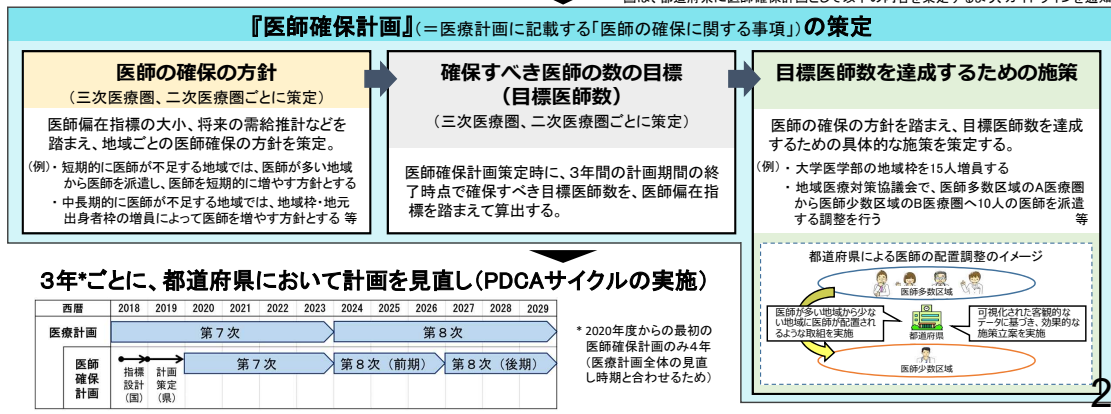 『医師確保計画』(＝医療計画に記載する「医師の確保に関する事項」)の策定
医師の確保の方針
(三次医療圏、二次医療圏ごとに策定)
医師偏在指標の大小、将来の需給推計などを
踏まえ、地域ごとの医師確保の方針を策定。
(例)・短期的に医師が不足する地域では、医師が多い地域
から医師を派遣し、医師を短期的に増やす方針とする
・中長期的に医師が不足する地域では、地域枠・地元
出身者枠の増員によって医師を増やす方針とする 等
確保すべき医師の数の目標
(目標医師数)
(三次医療圏、二次医療圏ごとに策定)
医師確保計画策定時に、3年間の計画期間の終
了時点で確保すべき目標医師数を、医師偏在指
標を踏まえて算出する。
目標医師数を達成するための施策
医師の確保の方針を踏まえ、目標医師数を達成
するための具体的な施策を策定する。
(例)・大学医学部の地域枠を15人増員する
・地域医療対策協議会で、医師多数区域のA医療圏
から医師少数区域のB医療圏へ10人の医師を派遣
する調整を行う 等
都道府県による医師の配置調整のイメージ
医師多数区域
医師が多い地域から少な
い地域に医師が配置され
るような取組を実施
都道府県
可視化された客観的な
データに基づき、効果的な
施策立案を実施
医師少数区域
3年*ごとに、都道府県において計画を見直し(PDCAサイクルの実施)
西暦 2018 2019 2020 2021 2022 2023 2024 2025 2026 2027 2028 2029
医療計画 第7次 第8次
医師
確保
計画
指標
設計
(国)
計画
策定
(県)
第7次 第8次(前期) 第8次(後期)
* 2020年度からの最初の
医師確保計画のみ4年
(医療計画全体の見直
し時期と合わせるため)
2